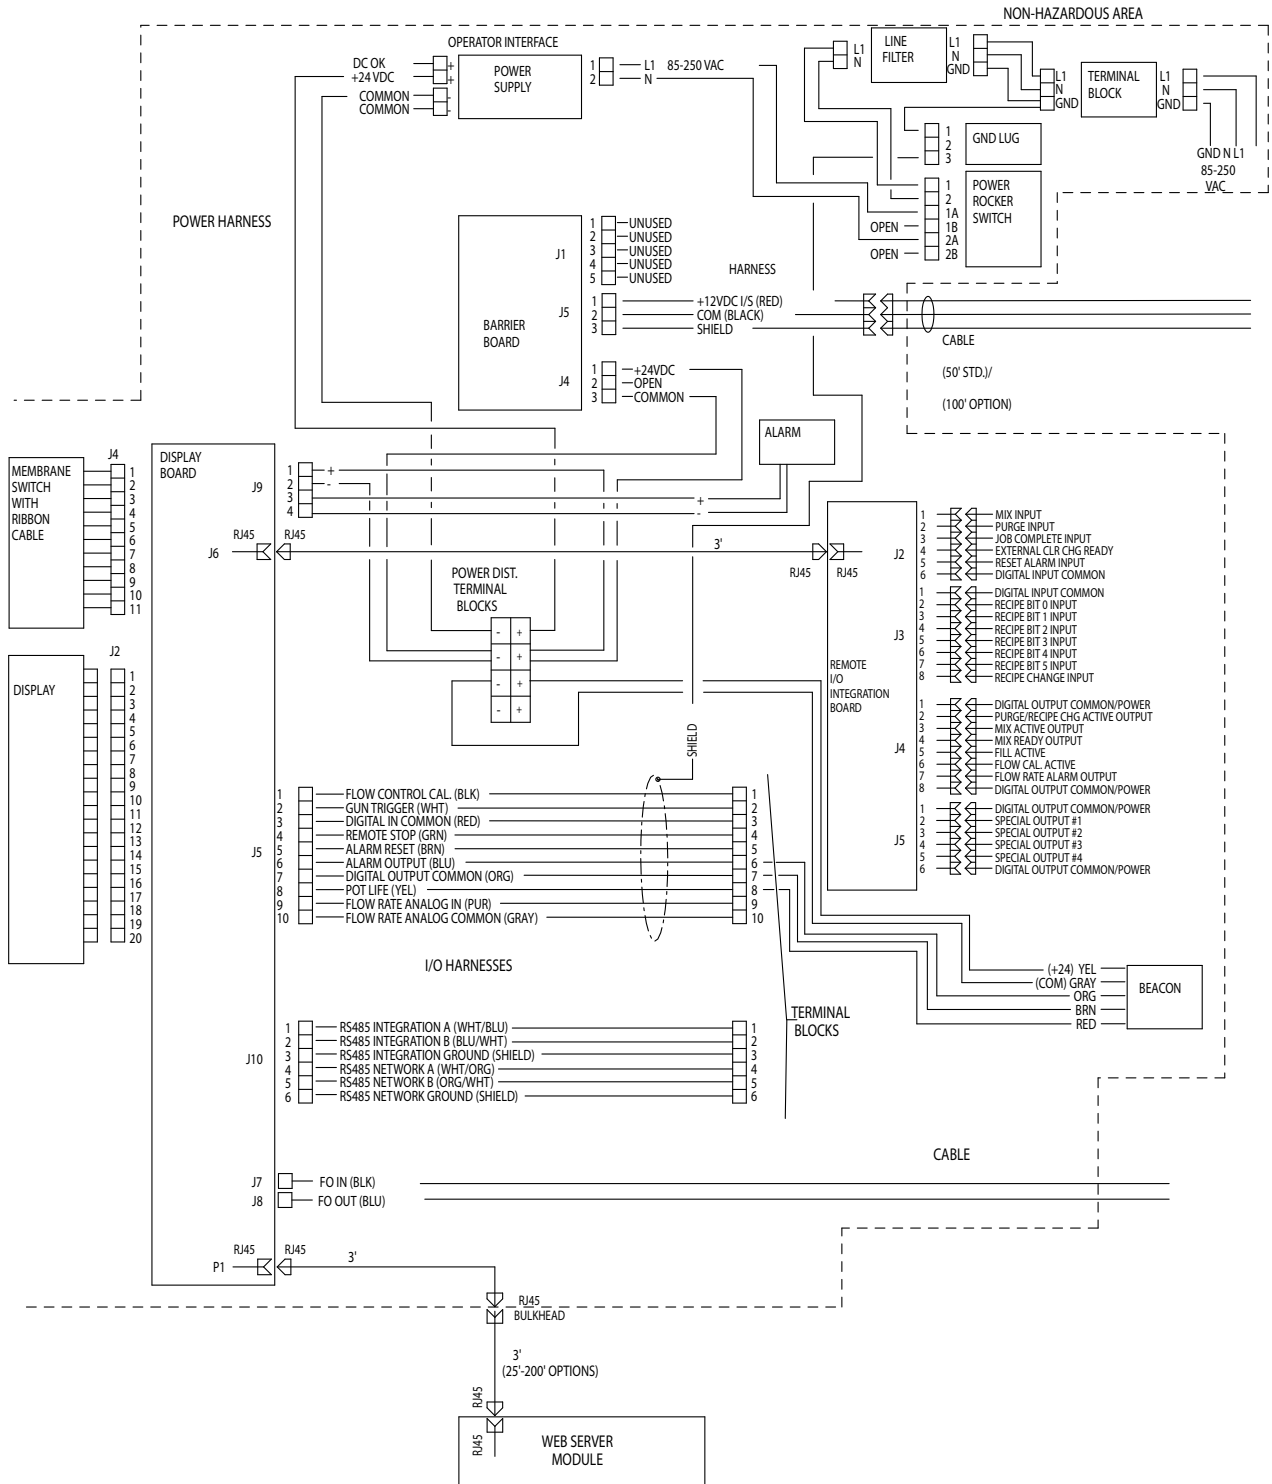 NON-HAZARDOUS AREA
OPERATOR INTERFACE
DC OK
+24 VDC
COMMON
COMMON
+
+
-
-
POWER
SUPPLY
1
2
L1 85-250 VAC
N
L1
N
LINE
FILTER
L1
N
GND
L1
N
GND
TERMINAL
BLOCK
L1
N
GND
GND N L1
85-250
VAC
1
2
3
GND LUG
1
2
1A
1B
2A
2B
OPEN
OPEN
POWER
ROCKER
SWITCH
POWER HARNESS
BARRIER
BOARD
J1
1 UNUSED
2 UNUSED
3 UNUSED
4 UNUSED
5 UNUSED
HARNESS
J5
1 +12VDC I/S (RED)
2 COM (BLACK)
3 SHIELD
J4
1 +24VDC
2 OPEN
3 COMMON
CABLE
(50' STD.)/
(100' OPTION)
ALARM
MEMBRANE
SWITCH
WITH
RIBBON
CABLE
J4
1
2
3
4
5
6
7
8
9
10
11
DISPLAY
BOARD
J9
1 +
2 -
3
4
+
-
J6
RJ45
RJ45
3'
RJ45
RJ45
POWER DIST.
TERMINAL
BLOCKS
- +
- +
- +
- +
REMOTE
I/O
INTEGRATION
BOARD
J2
1 MIX INPUT
2 PURGE INPUT
3 JOB COMPLETE INPUT
4 EXTERNAL CLR CHG READY
5 RESET ALARM INPUT
6 DIGITAL INPUT COMMON
J3
1 DIGITAL INPUT COMMON
2 RECIPE BIT 0 INPUT
3 RECIPE BIT 1 INPUT
4 RECIPE BIT 2 INPUT
5 RECIPE BIT 3 INPUT
6 RECIPE BIT 4 INPUT
7 RECIPE BIT 5 INPUT
8 RECIPE CHANGE INPUT
J4
1 DIGITAL OUTPUT COMMON/POWER
2 PURGE/RECIPE CHG ACTIVE OUTPUT
3 MIX ACTIVE OUTPUT
4 MIX READY OUTPUT
5 FILL ACTIVE
6 FLOW CAL. ACTIVE
7 FLOW RATE ALARM OUTPUT
8 DIGITAL OUTPUT COMMON/POWER
J5
1 DIGITAL OUTPUT COMMON/POWER
2 SPECIAL OUTPUT #1
3 SPECIAL OUTPUT #2
4 SPECIAL OUTPUT #3
5 SPECIAL OUTPUT #4
6 DIGITAL OUTPUT COMMON/POWER
DISPLAY
J2
1
2
3
4
5
6
7
8
9
10
11
12
13
14
15
16
17
18
19
20
SHIELD
J5
1 FLOW CONTROL CAL. (BLK) 1
2 GUN TRIGGER (WHT) 2
3 DIGITAL IN COMMON (RED) 3
4 REMOTE STOP (GRN) 4
5 ALARM RESET (BRN) 5
6 ALARM OUTPUT (BLU) 6
7 DIGITAL OUTPUT COMMON (ORG) 7
8 POT LIFE (YEL) 8
9 FLOW RATE ANALOG IN (PUR) 9
10 FLOW RATE ANALOG COMMON (GRAY) 10
I/O HARNESSES
(+24) YEL
(COM) GRAY
ORG
BRN
RED
BEACON
TERMINAL
BLOCKS
J10
1 RS485 INTEGRATION A (WHT/BLU) 1
2 RS485 INTEGRATION B (BLU/WHT) 2
3 RS485 INTEGRATION GROUND (SHIELD) 3
4 RS485 NETWORK A (WHT/ORG) 4
5 RS485 NETWORK B (ORG/WHT) 5
6 RS485 NETWORK GROUND (SHIELD) 6
CABLE
J7 FO IN (BLK)
J8 FO OUT (BLU)
P1
RJ45
RJ45
3'
RJ45
BULKHEAD
3'
(25'-200' OPTIONS)
RJ45
RJ45
WEB SERVER
MODULE